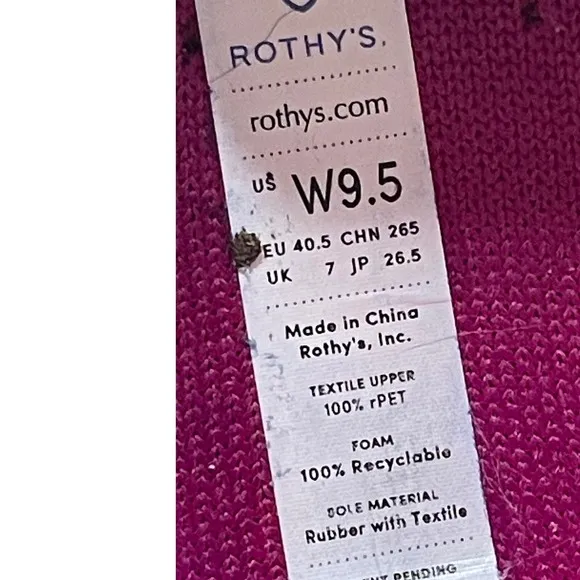 ROTHY'S.
rothys.com
US W9.5
EU 40.5 CHN 265
UK 7 JP 26.5
Made in China
Rothy's, Inc.
TEXTILE UPPER
100% rPET
FOAM
100% Recyclable
SOLE MATERIAL
Rubber with Textile
PENDING